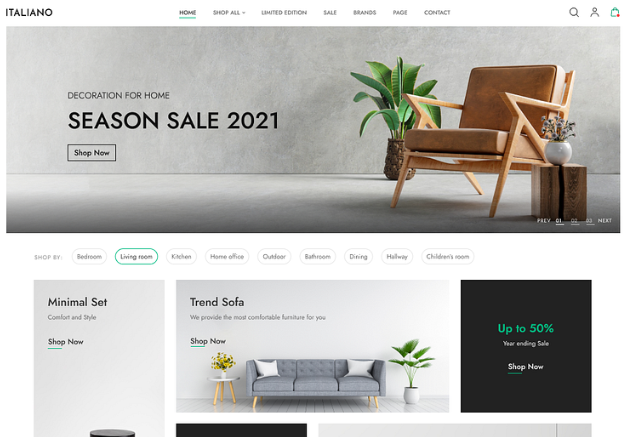 ITALIANO
HOME SHOP ALL LIMITED EDITION SALE BRANDS PAGE CONTACT
DECORATION FOR HOME
SEASON SALE 2021
Shop Now
PREV 01 02 03 NEXT
SHOP BY: Bedroom Living room Kitchen Home office Outdoor Bathroom Dining Hallway Children's room
Minimal Set
Comfort and Style
Shop Now
Trend Sofa
We provide the most comfortable furniture for you
Shop Now
Up to 50%
Year ending Sale
Shop Now